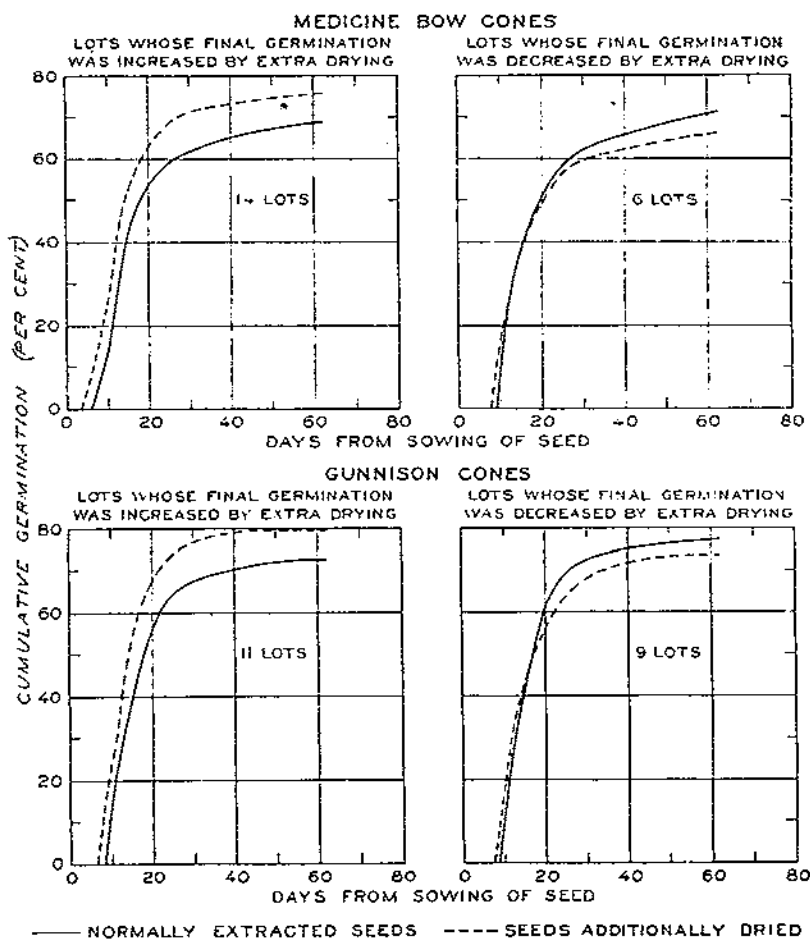 MEDICINE BOW CONES
LOTS WHOSE FINAL GERMINATION
WAS INCREASED BY EXTRA DRYING
LOTS WHOSE FINAL GERMINATION
WAS DECREASED BY EXTRA DRYING
80
60
40
20
0
14 LOTS
6 LOTS
0 20 40 60 80
0 20 40 60 80
DAYS FROM SOWING OF SEED
CUMULATIVE GERMINATION (PER CENT)
GUNNISON CONES
LOTS WHOSE FINAL GERMINATION
WAS INCREASED BY EXTRA DRYING
LOTS WHOSE FINAL GERMINATION
WAS DECREASED BY EXTRA DRYING
80
60
40
20
0
11 LOTS
9 LOTS
0 20 40 60 80
0 20 40 60 80
DAYS FROM SOWING OF SEED
NORMALLY EXTRACTED SEEDS
SEEDS ADDITIONALLY DRIED